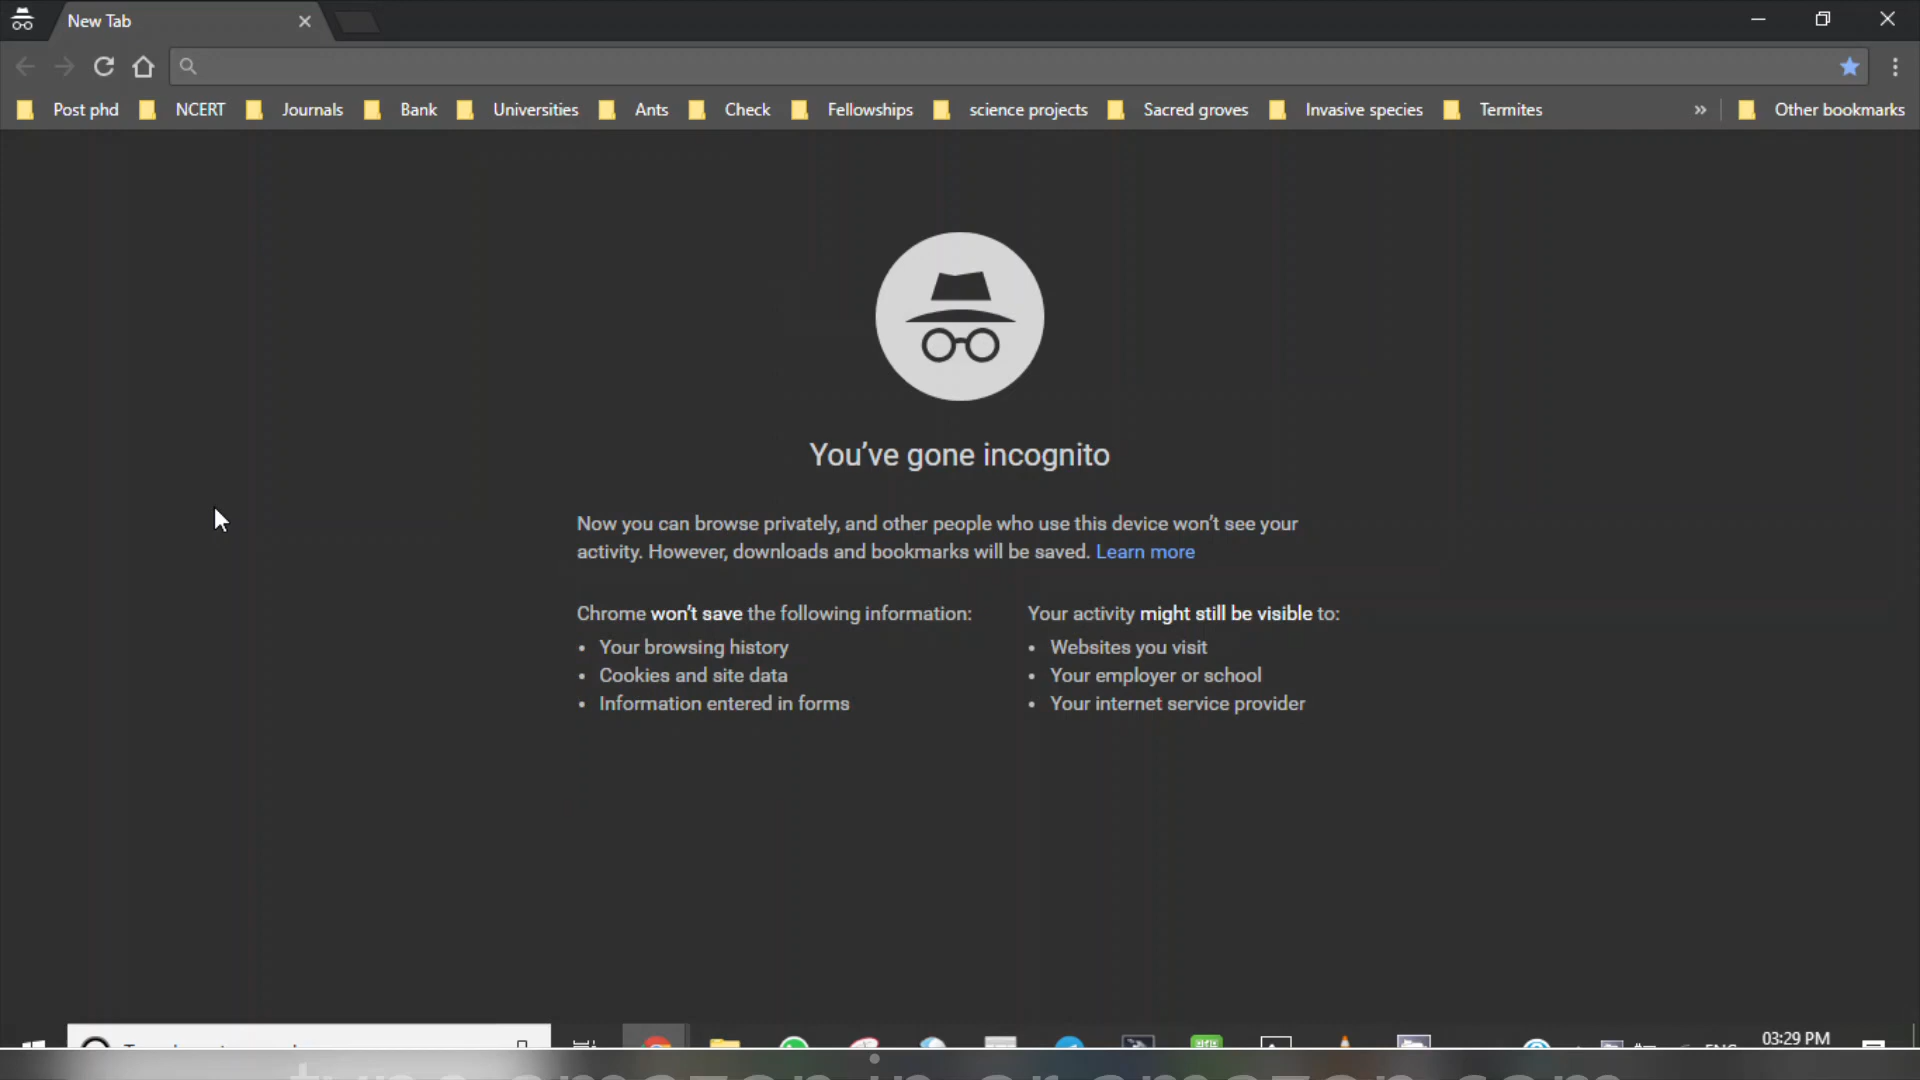 New Tab
Post phd NCERT Journals Bank Universities Ants Check Fellowships science projects Sacred groves Invasive species Termites » Other bookmarks
You've gone incognito
Now you can browse privately, and other people who use this device won't see your
activity. However, downloads and bookmarks will be saved. Learn more
Chrome won't save the following information:
• Your browsing history
• Cookies and site data
• Information entered in forms
Your activity might still be visible to:
• Websites you visit
• Your employer or school
• Your internet service provider
03:29 PM